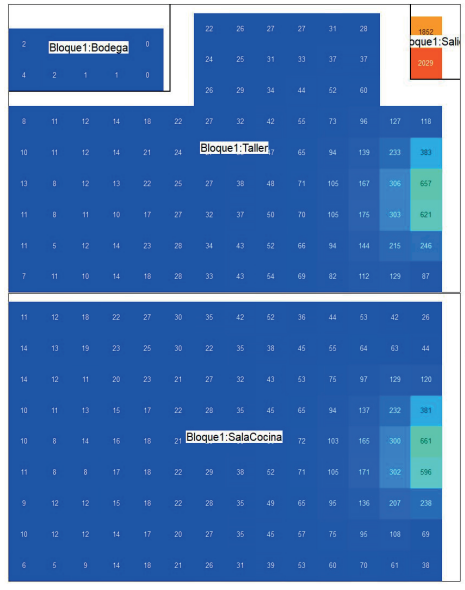 22 26 27 27 31 28
1852
2 Bloque1:Bodega 0
oque1:Sali
24 25 31 33 37 37
2029
4 2 1 1 0
26 29 34 44 52 60
8 11 12 14 18 22 27 32 42 55 73 96 127 118
10 11 12 14 21 24 Bloque1:Taller 65 94 139 233 383
13 8 12 13 22 25 27 38 48 71 105 167 306 657
11 8 11 10 17 27 32 37 50 70 105 175 303 621
11 5 12 14 23 28 34 43 52 66 94 144 215 246
7 11 10 14 18 28 33 43 54 69 82 112 129 87
11 12 18 22 27 30 35 42 52 36 44 53 42 26
14 13 19 23 25 30 22 35 38 45 55 64 63 44
14 12 11 20 23 21 27 32 43 53 75 97 129 120
10 11 13 15 17 22 28 35 45 65 94 137 232 381
10 8 14 16 18 21 Bloque1:SalaCocina 72 103 165 300 661
11 8 8 17 18 22 29 38 52 71 105 171 302 596
9 12 12 15 18 22 28 35 49 65 95 136 207 238
10 12 12 14 17 20 27 35 45 57 75 95 108 69
6 5 9 14 18 21 26 31 39 53 60 70 61 38